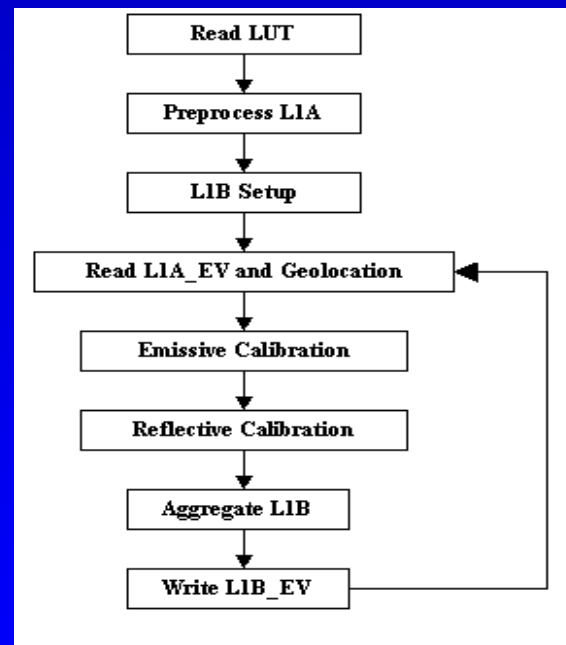 Read LUT
Preprocess L1A
L1B Setup
Read L1A_EV and Geolocation
Emissive Calibration
Reflective Calibration
Aggregate L1B
Write L1B_EV